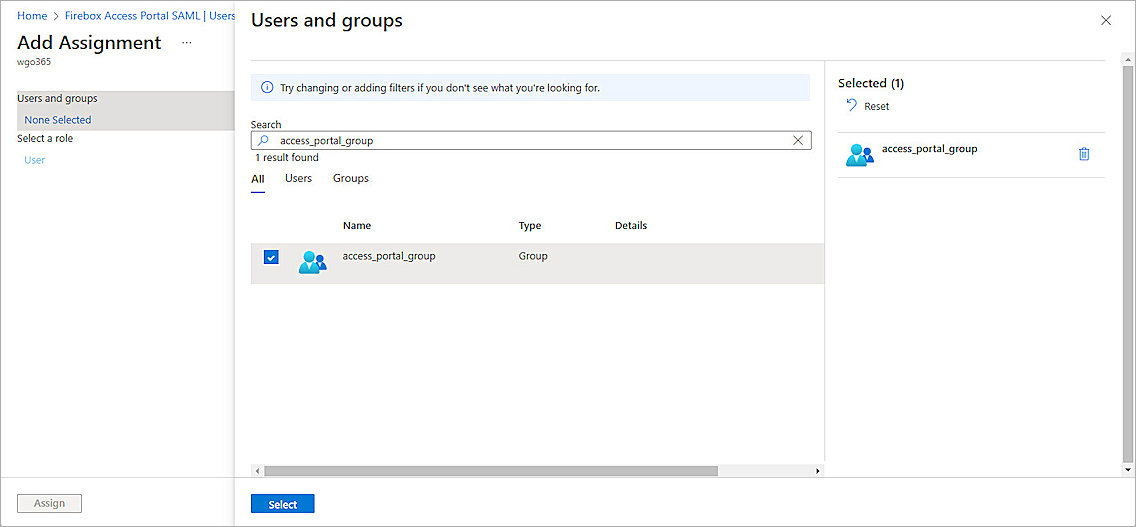 Home > Firebox Access Portal SAML | Users
Add Assignment ...
wgo365
Users and groups
None Selected
Select a role
User
Assign
Users and groups
Try changing or adding filters if you don't see what you're looking for.
Search
access_portal_group
1 result found
All Users Groups
Name Type Details
access_portal_group Group
Select
Selected (1)
Reset
access_portal_group